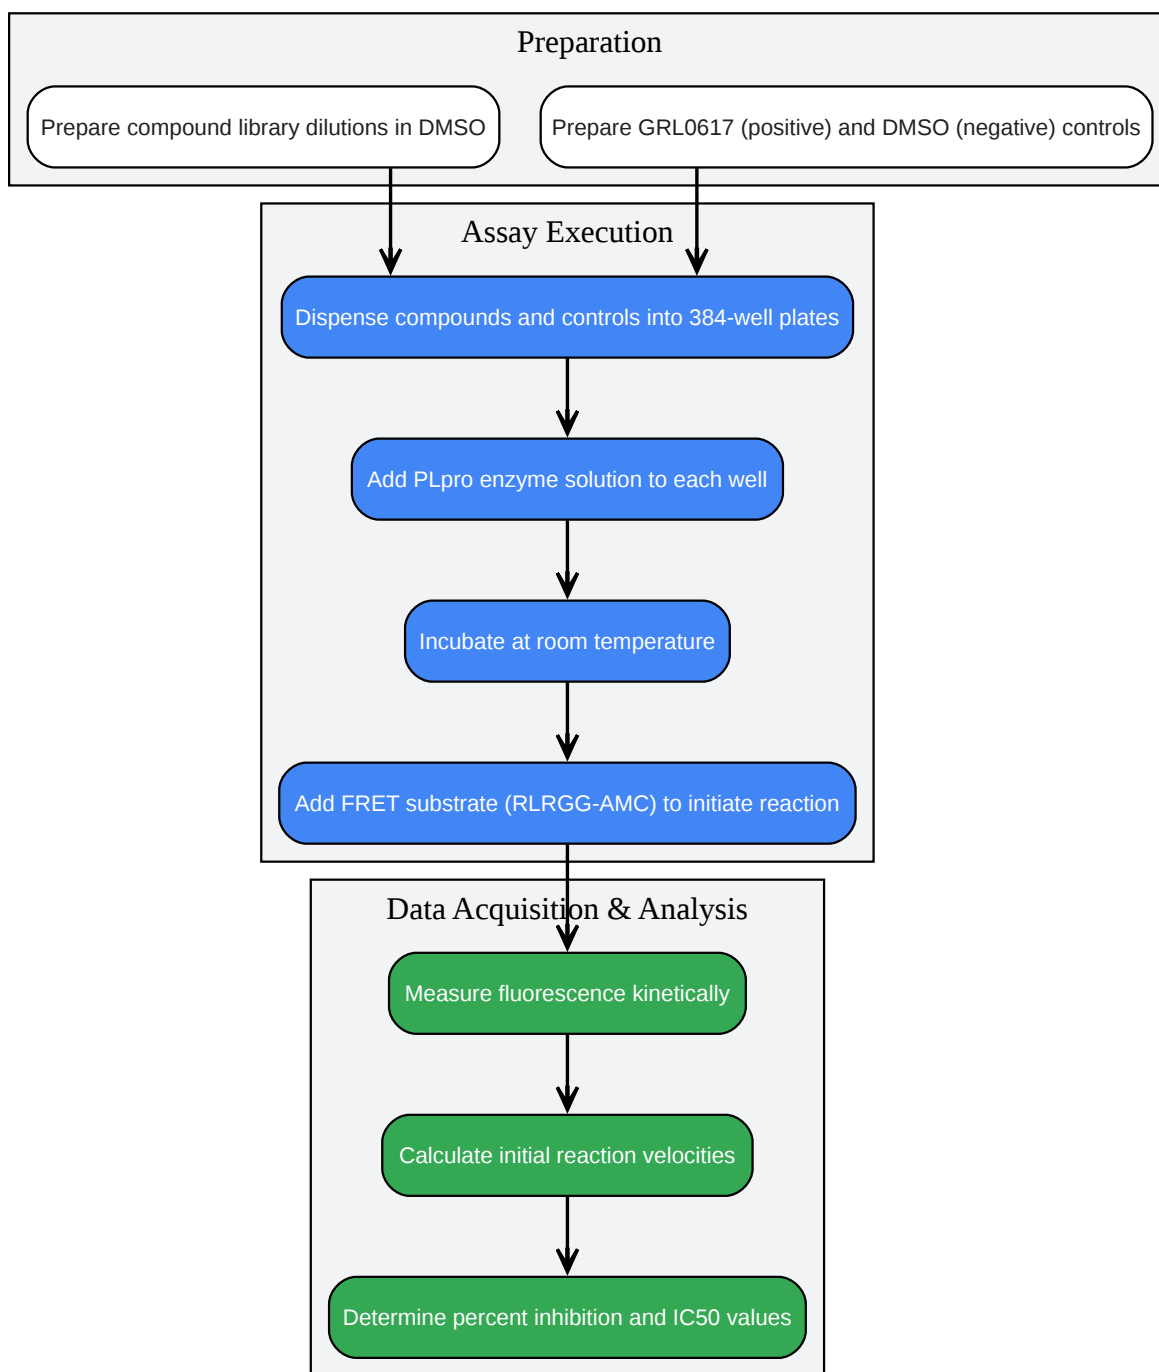 Preparation
Prepare compound library dilutions in DMSO
Prepare GRL0617 (positive) and DMSO (negative) controls
Assay Execution
Dispense compounds and controls into 384-well plates
Add PLpro enzyme solution to each well
Incubate at room temperature
Add FRET substrate (RLRGG-AMC) to initiate reaction
Data Acquisition & Analysis
Measure fluorescence kinetically
Calculate initial reaction velocities
Determine percent inhibition and IC50 values